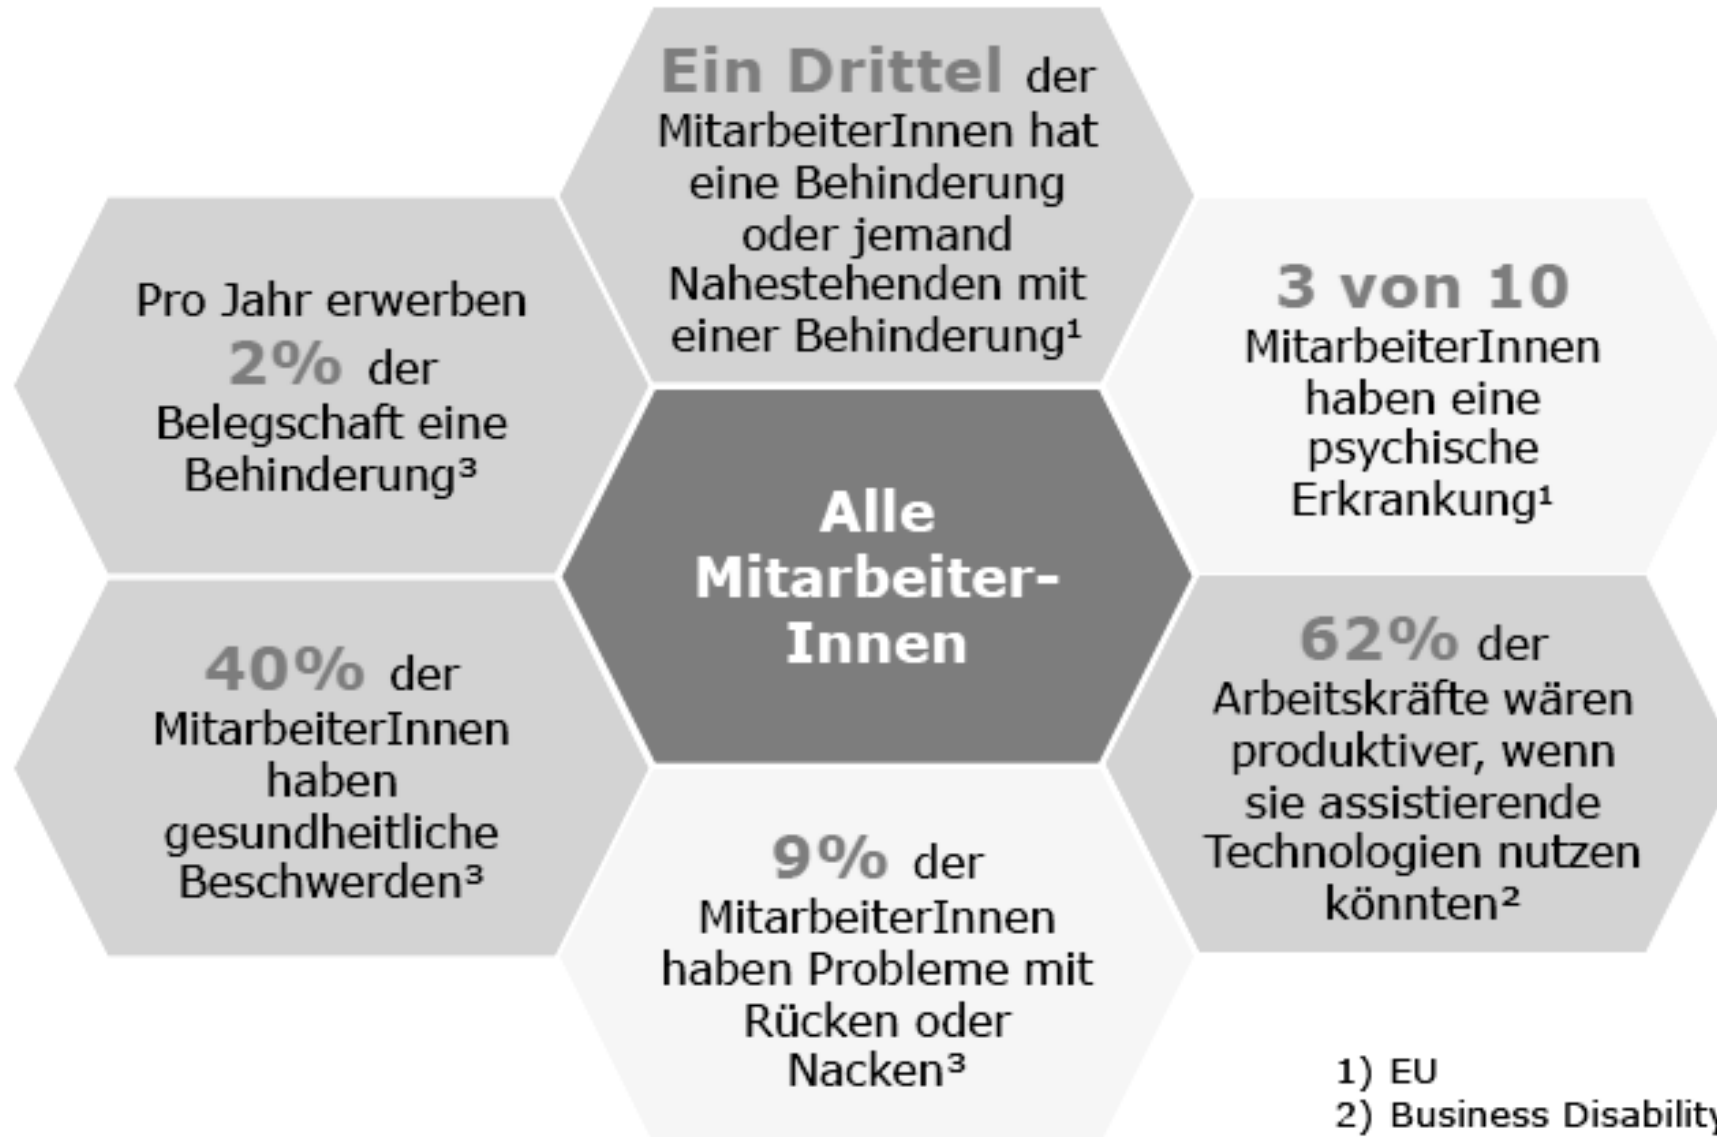 Ein Drittel der
MitarbeiterInnen hat
eine Behinderung
oder jemand
Nahestehenden mit
einer Behinderung¹
Pro Jahr erwerben
2% der
Belegschaft eine
Behinderung³
3 von 10
MitarbeiterInnen
haben eine
psychische
Erkrankung¹
Alle
Mitarbeiter-
Innen
40% der
MitarbeiterInnen
haben
gesundheitliche
Beschwerden³
62% der
Arbeitskräfte wären
produktiver, wenn
sie assistierende
Technologien nutzen
könnten²
9% der
MitarbeiterInnen
haben Probleme mit
Rücken oder
Nacken³
1) EU
2) Business Disability